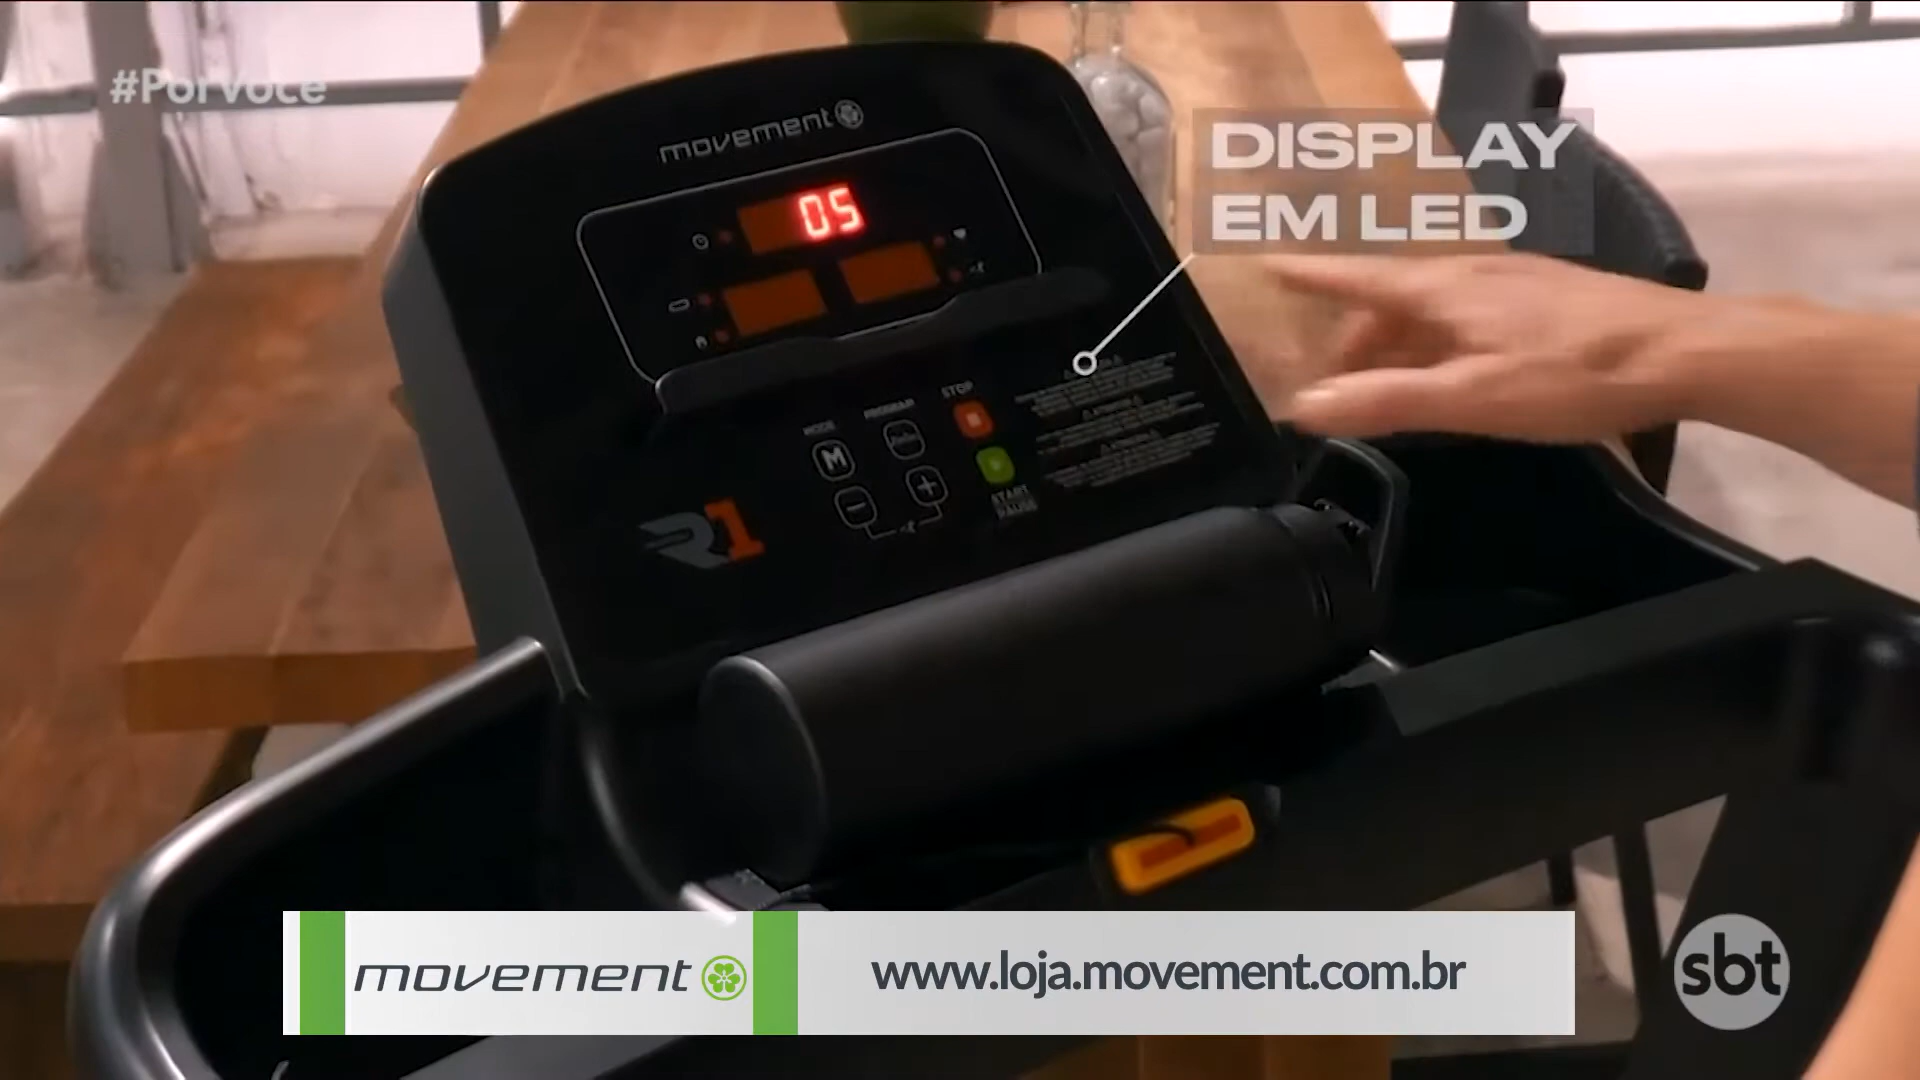 #Porvoce
movement
DISPLAY
EM LED
05
STOP
PROGRAM
MODE
M
+
-
START
PAUSE
R1
movement
www.loja.movement.com.br
sbt